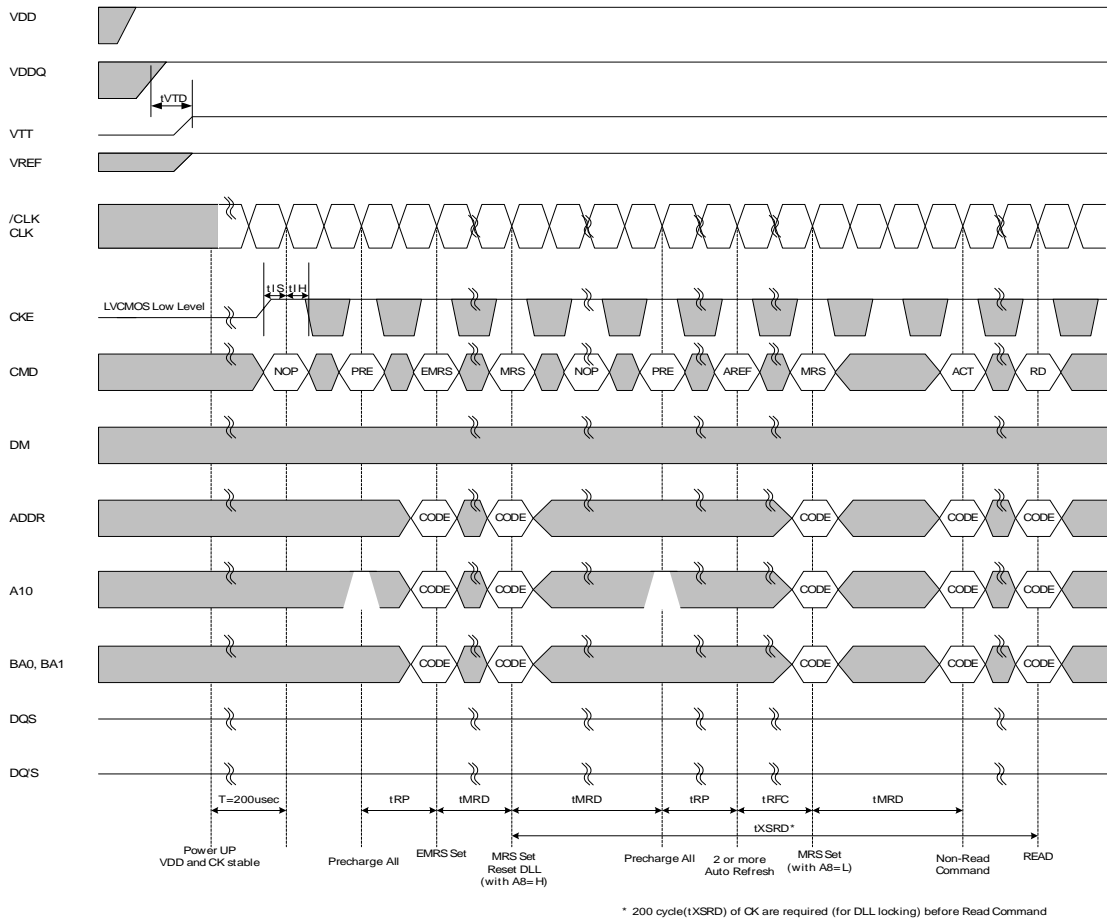 VDD
VDDQ
tVTD
VTT
VREF
/CLK
CLK
tIS tIH
LVCMOS Low Level
CKE
CMD NOP PRE EMRS MRS NOP PRE AREF MRS ACT RD
DM
ADDR CODE CODE CODE CODE CODE
A10 CODE CODE CODE CODE CODE
BA0, BA1 CODE CODE CODE CODE CODE
DQS
DQ'S
T=200usec tRP tMRD tMRD tRP tRFC tMRD
tXSRD*
Power UP
VDD and CK stable
Precharge All
EMRS Set
MRS Set
Reset DLL
(with A8=H)
Precharge All
2 or more
Auto Refresh
MRS Set
(with A8=L)
Non-Read
Command
READ
* 200 cycle(tXSRD) of CK are required (for DLL locking) before Read Command